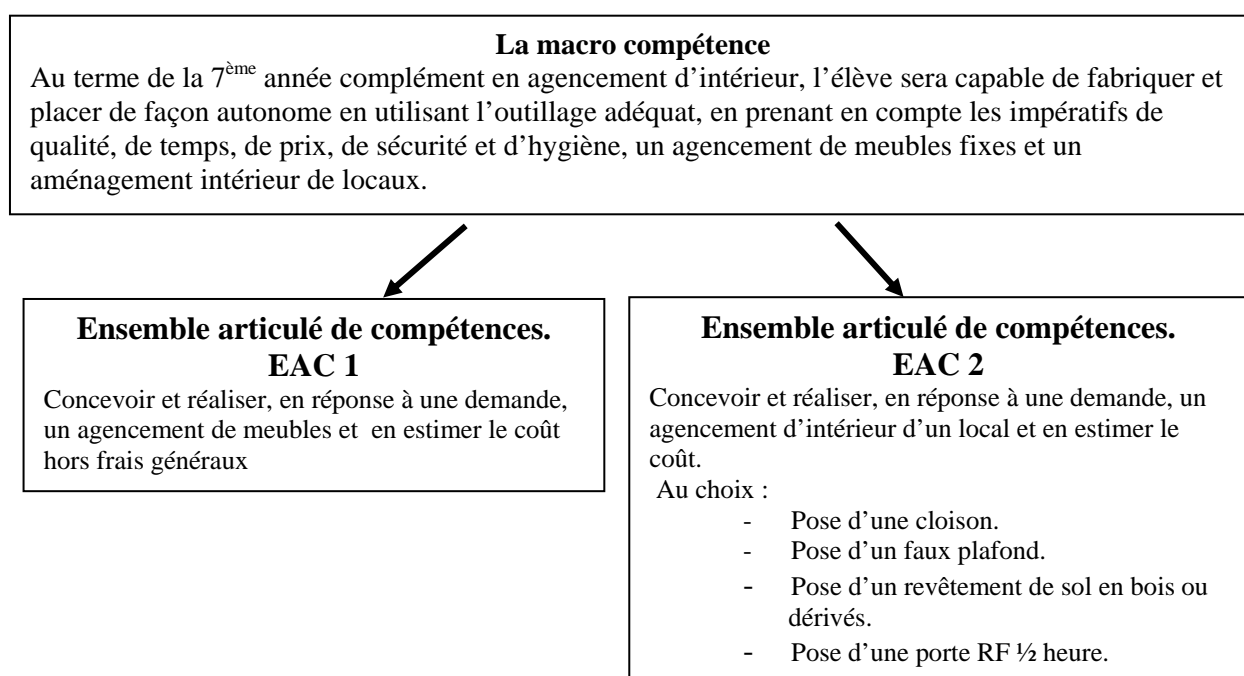 La macro compétence
Au terme de la 7ème année complément en agencement d’intérieur, l’élève sera capable de fabriquer et
placer de façon autonome en utilisant l’outillage adéquat, en prenant en compte les impératifs de
qualité, de temps, de prix, de sécurité et d’hygiène, un agencement de meubles fixes et un
aménagement intérieur de locaux.
Ensemble articulé de compétences.
EAC 1
Concevoir et réaliser, en réponse à une demande,
un agencement de meubles et en estimer le coût
hors frais généraux
Ensemble articulé de compétences.
EAC 2
Concevoir et réaliser, en réponse à une demande, un
agencement d’intérieur d’un local et en estimer le
coût.
Au choix :
- Pose d’une cloison.
- Pose d’un faux plafond.
- Pose d’un revêtement de sol en bois ou
dérivés.
- Pose d’une porte RF ½ heure.